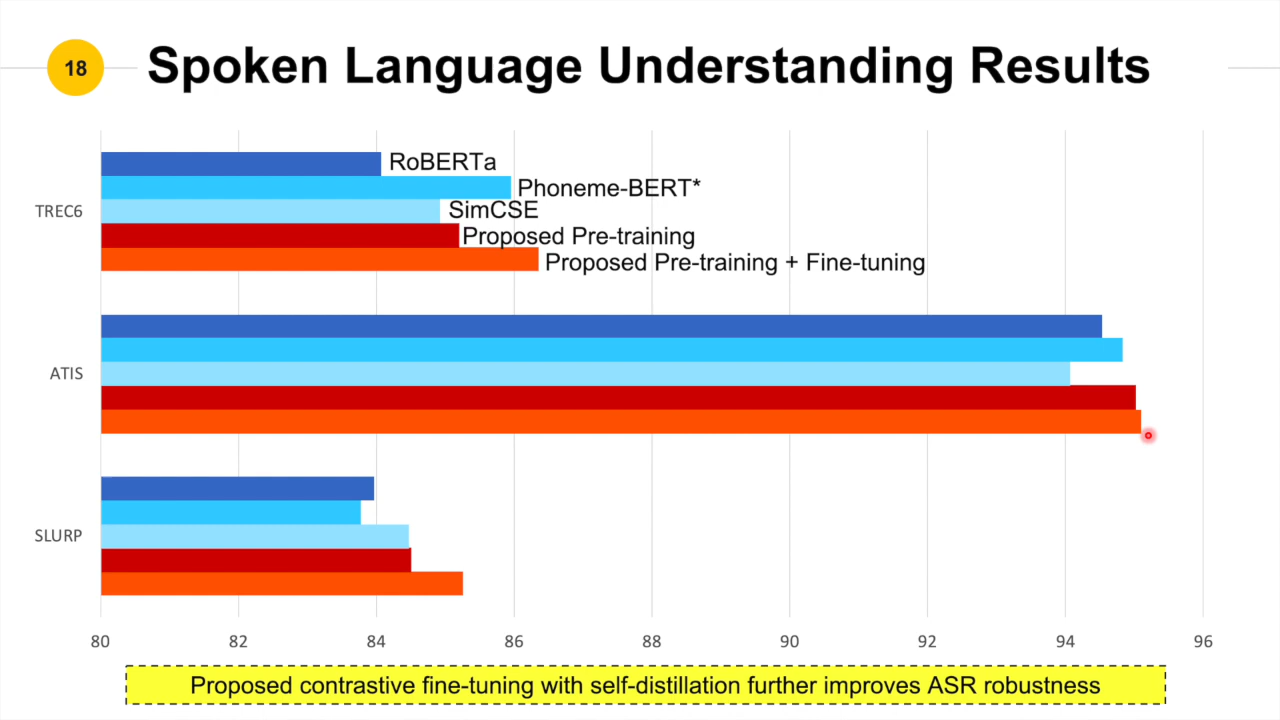 18
Spoken Language Understanding Results
TREC6
RoBERTa
Phoneme-BERT*
SimCSE
Proposed Pre-training
Proposed Pre-training + Fine-tuning
ATIS
SLURP
80 82 84 86 88 90 92 94 96
Proposed contrastive fine-tuning with self-distillation further improves ASR robustness